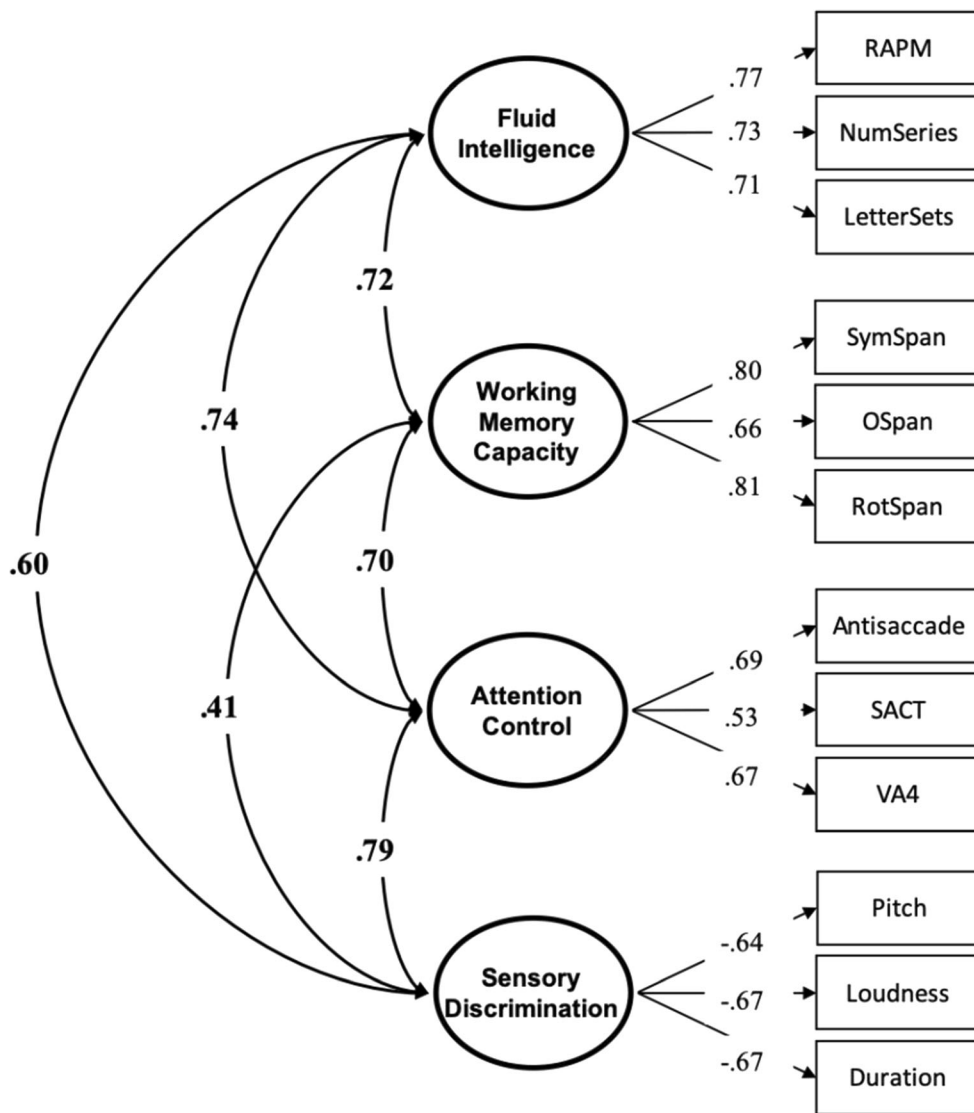 RAPM
.77
Fluid
Intelligence
.73
NumSeries
.71
LetterSets
.72
SymSpan
.80
Working
Memory
Capacity
.74
.66
OSpan
.81
RotSpan
.60
.70
Antisaccade
.69
Attention
Control
.41
.53
SACT
.67
VA4
.79
Pitch
-.64
Sensory
Discrimination
-.67
Loudness
-.67
Duration